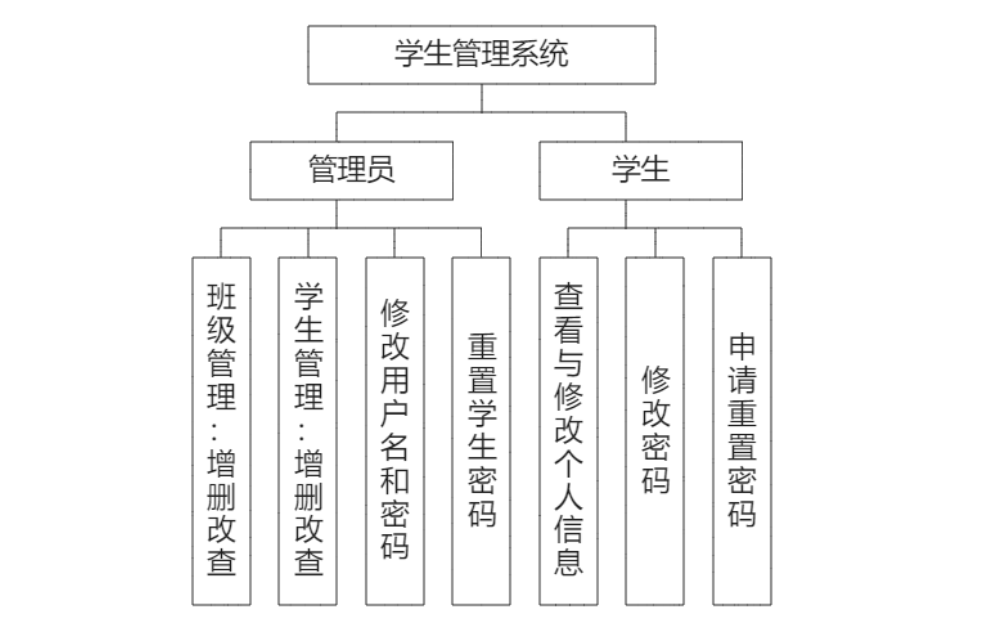 学生管理系统
管理员
学生
班级管理：增删改查
学生管理：增删改查
修改用户名和密码
重置学生密码
查看与修改个人信息
修改密码
申请重置密码